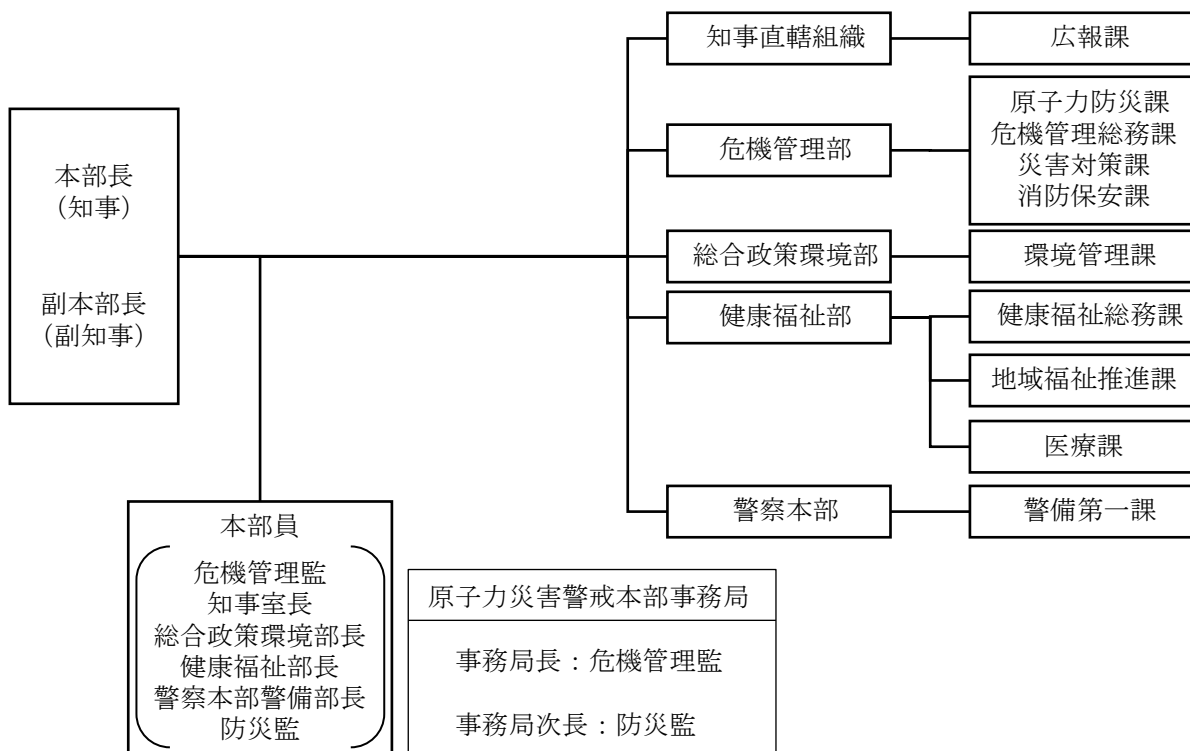 本部長
（知事）
副本部長
（副知事）
知事直轄組織
広報課
危機管理部
原子力防災課
危機管理総務課
災害対策課
消防保安課
総合政策環境部
環境管理課
健康福祉部
健康福祉総務課
地域福祉推進課
医療課
警察本部
警備第一課
本部員
危機管理監
知事室長
総合政策環境部長
健康福祉部長
警察本部警備部長
防災監
原子力災害警戒本部事務局
事務局長：危機管理監
事務局次長：防災監